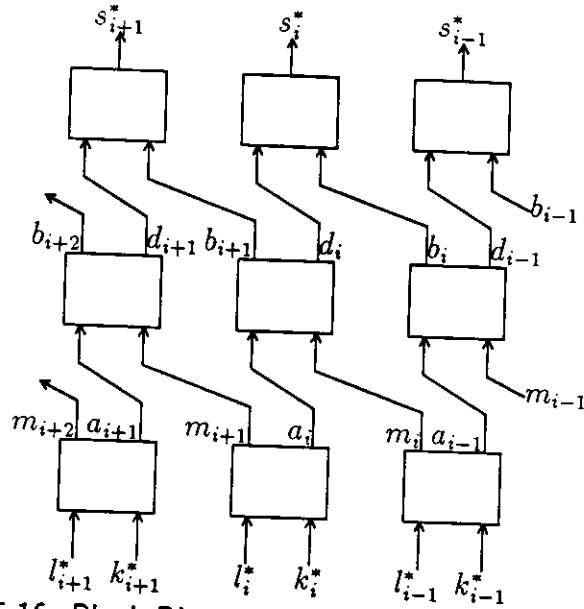 s*_{i+1} s*_i s*_{i-1}
b_{i-1}
b_{i+2} d_{i+1} b_{i+1} d_i b_i d_{i-1}
m_{i-1}
m_{i+2} a_{i+1} m_{i+1} a_i m_i a_{i-1}
l*_{i+1} k*_{i+1} l*_i k*_i l*_{i-1} k*_{i-1}